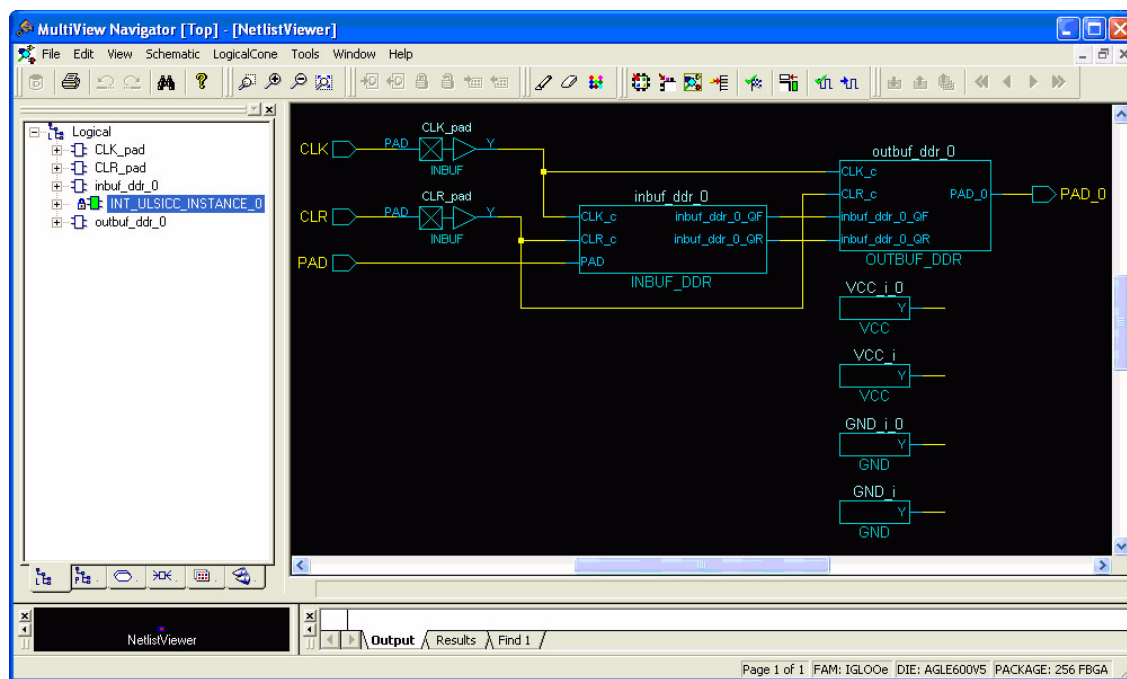 MultiView Navigator [Top] - [NetlistViewer]
File Edit View Schematic LogicalCone Tools Window Help
Logical
CLK_pad
CLR_pad
inbuf_ddr_0
INT_ULSICC_INSTANCE_0
outbuf_ddr_0
CLK_pad
CLK PAD Y
INBUF
CLR_pad
CLR PAD Y
INBUF
PAD
inbuf_ddr_0
CLK_c inbuf_ddr_0_QF
CLR_c inbuf_ddr_0_QR
PAD
INBUF_DDR
outbuf_ddr_0
CLK_c
CLR_c PAD_0 PAD_0
inbuf_ddr_0_QF
inbuf_ddr_0_QR
OUTBUF_DDR
VCC_i_0
Y
VCC
VCC_i
Y
VCC
GND_i_0
Y
GND
GND_i
Y
GND
NetlistViewer
Output Results Find 1
Page 1 of 1 FAM: IGLOOe DIE: AGLE600V5 PACKAGE: 256 FBGA